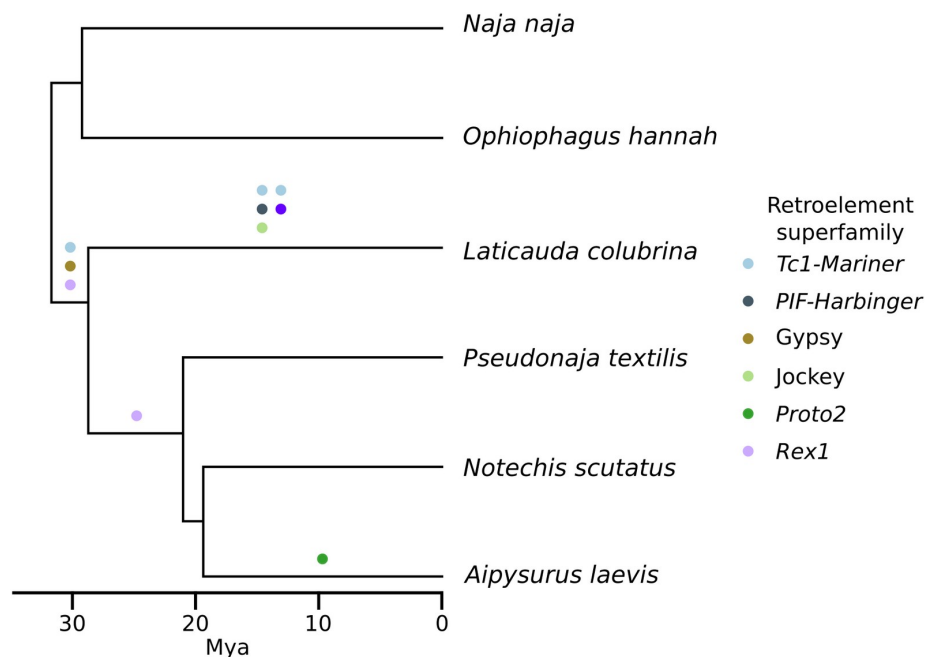 Naja naja
Ophiophagus hannah
Laticauda colubrina
Pseudonaja textilis
Notechis scutatus
Aipysurus laevis
Retroelement
superfamily
Tc1-Mariner
PIF-Harbinger
Gypsy
Jockey
Proto2
Rex1
30 20 10 0
Mya